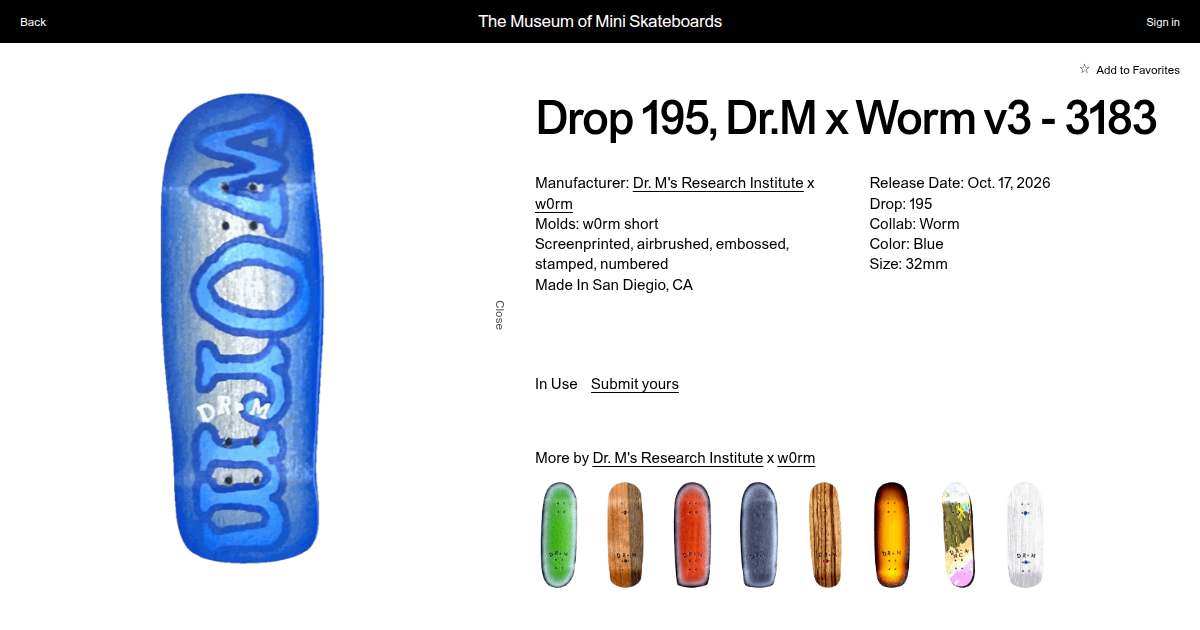 Back
The Museum of Mini Skateboards
Sign in
☆ Add to Favorites
wOrm
DR M
Close
Drop 195, Dr.M x Worm v3 - 3183
Manufacturer: Dr. M's Research Institute x
w0rm
Molds: w0rm short
Screenprinted, airbrushed, embossed,
stamped, numbered
Made In San Diegio, CA
Release Date: Oct. 17, 2026
Drop: 195
Collab: Worm
Color: Blue
Size: 32mm
In Use Submit yours
More by Dr. M's Research Institute x w0rm